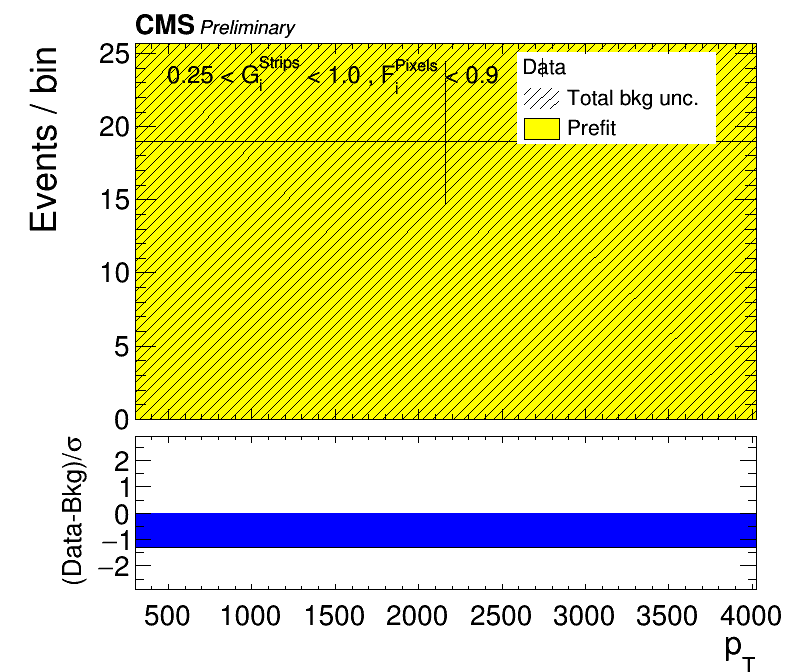 CMS Preliminary
Events / bin
25
20
15
10
5
0
0.25 < G_i^Strips < 1.0 , F_i^Pixels < 0.9
Data
Total bkg unc.
Prefit
(Data-Bkg)/σ
2
1
0
−1
−2
500 1000 1500 2000 2500 3000 3500 4000
p_T